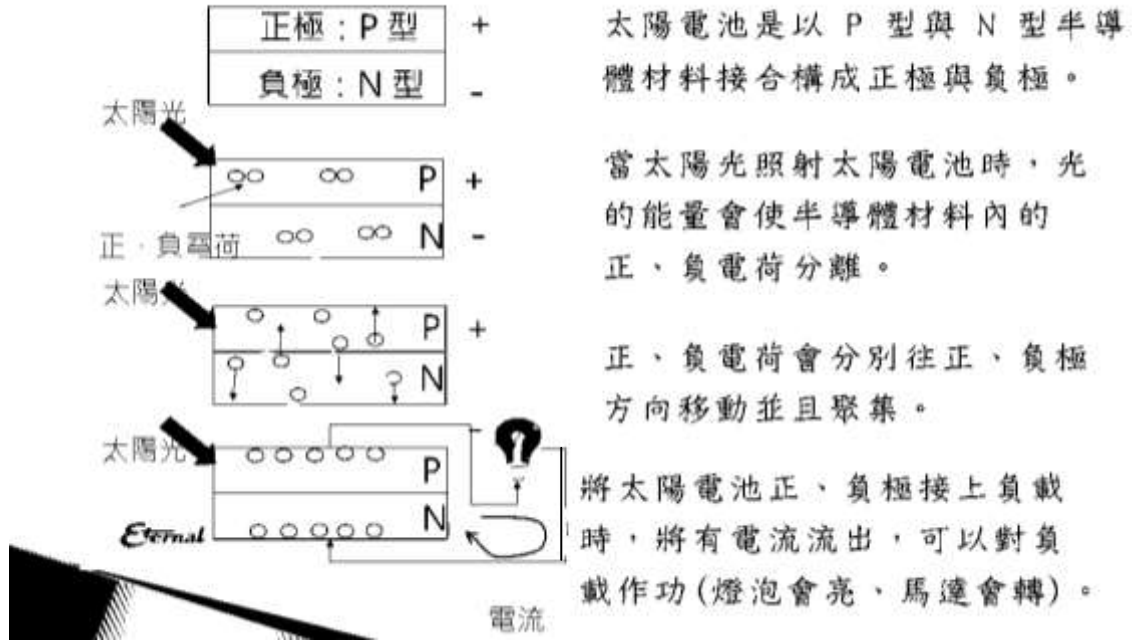 正極：P 型
+
負極：N 型
-
太陽電池是以 P 型與 N 型半導
體材料接合構成正極與負極。
太陽光
P
+
N
-
正、負電荷
當太陽光照射太陽電池時，光
的能量會使半導體材料內的
正、負電荷分離。
太陽光
P
+
N
-
正、負電荷會分別往正、負極
方向移動並且聚集。
太陽光
P
N
Eternal
將太陽電池正、負極接上負載
時，將有電流流出，可以對負
載作功(燈泡會亮、馬達會轉)。
電流